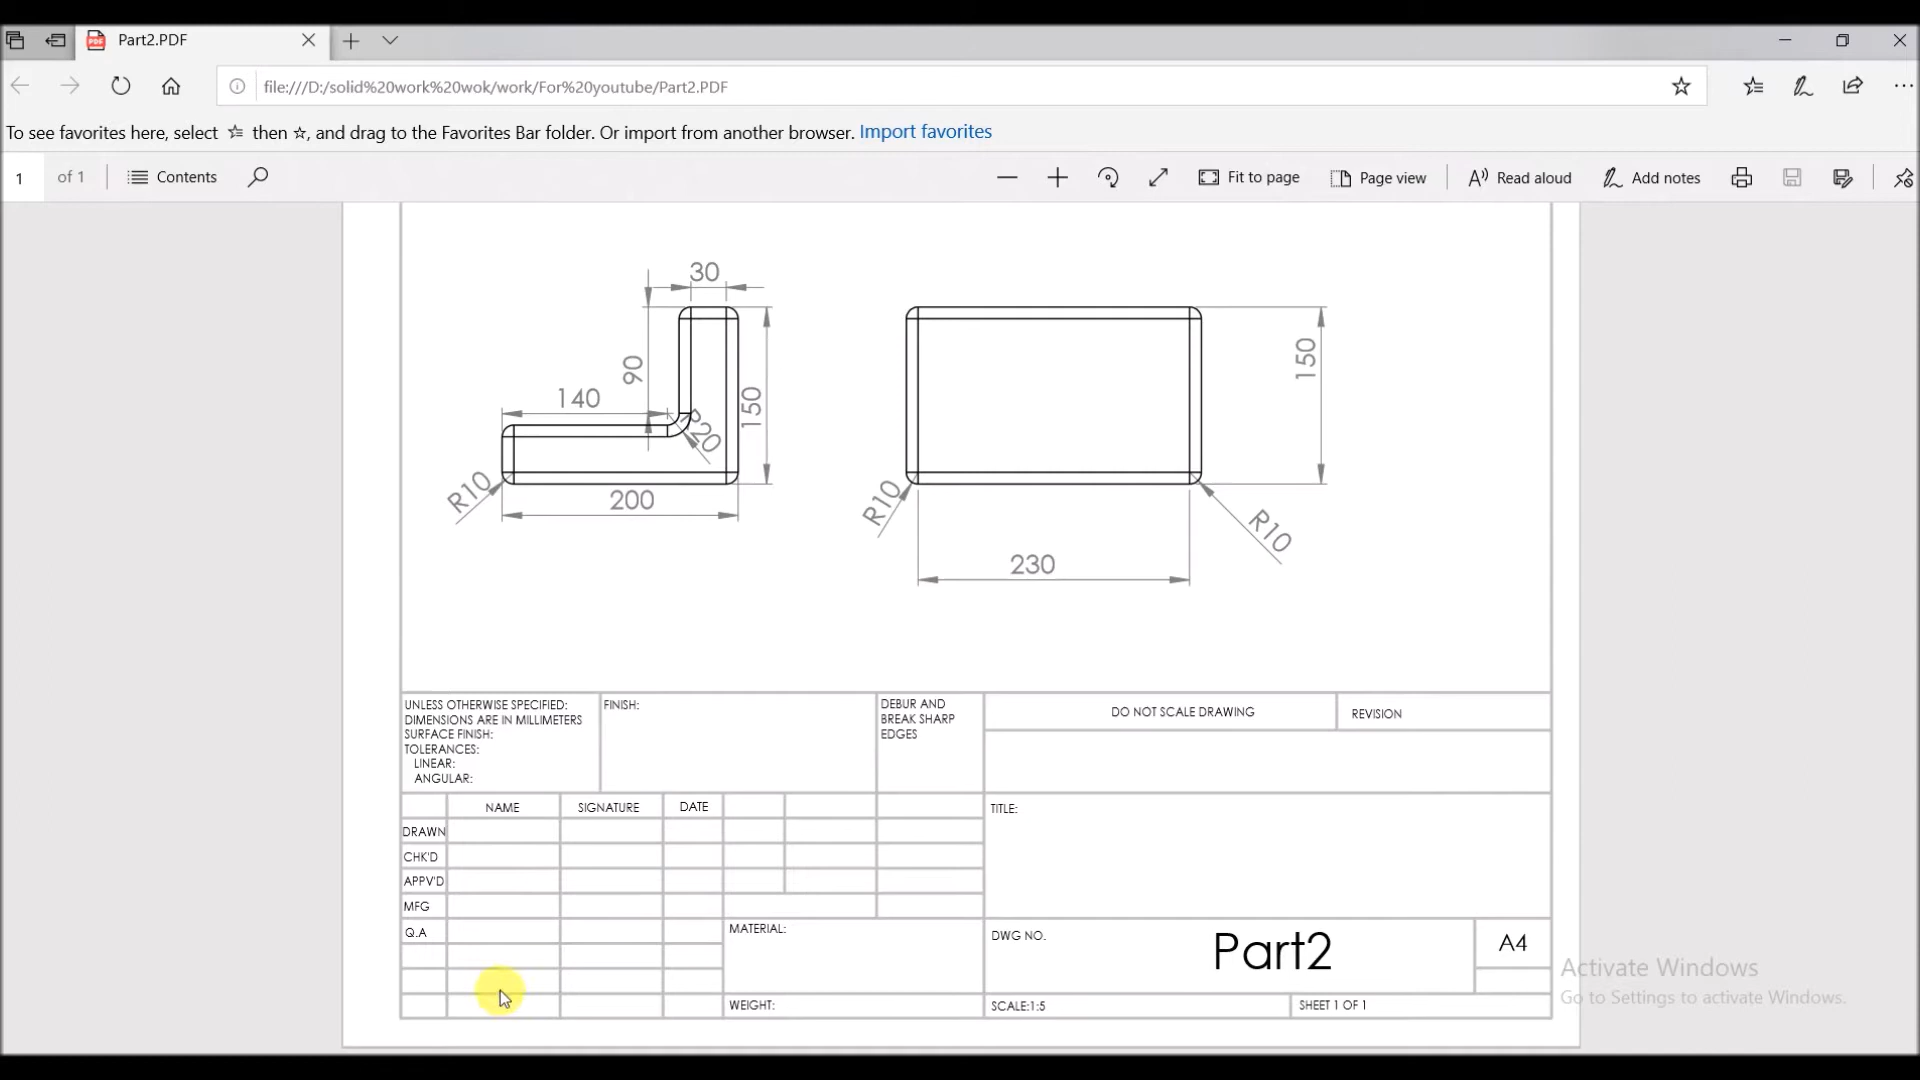 Part2.PDF
file:///D:/solid%20work%20wok/work/For%20youtube/Part2.PDF
To see favorites here, select ☆ then ☆, and drag to the Favorites Bar folder. Or import from another browser. Import favorites
1 of 1 Contents Fit to page Page view Read aloud Add notes
30
90
140
150
R20
R10
200
150
R10
R10
230
UNLESS OTHERWISE SPECIFIED:
DIMENSIONS ARE IN MILLIMETERS
SURFACE FINISH:
TOLERANCES:
LINEAR:
ANGULAR:
FINISH:
DEBUR AND
BREAK SHARP
EDGES
DO NOT SCALE DRAWING
REVISION
NAME SIGNATURE DATE
DRAWN
CHK'D
APPV'D
MFG
Q.A
TITLE:
MATERIAL:
DWG NO.
Part2
A4
WEIGHT:
SCALE:1:5
SHEET 1 OF 1
Activate Windows
Go to Settings to activate Windows.